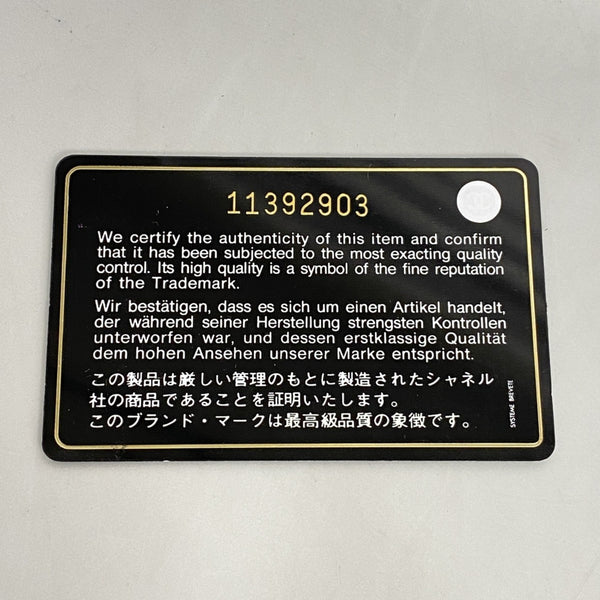 11392903
We certify the authenticity of this item and confirm
that it has been subjected to the most exacting quality
control. Its high quality is a symbol of the fine reputation
of the Trademark.
Wir bestätigen, dass es sich um einen Artikel handelt,
der während seiner Herstellung strengsten Kontrollen
unterworfen war, und dessen erstklassige Qualität
dem hohen Ansehen unserer Marke entspricht.
この製品は厳しい管理のもとに製造されたシャネル
社の商品であることを証明いたします。
このブランド・マークは最高級品質の象徴です。
SYSTEME BREVETE